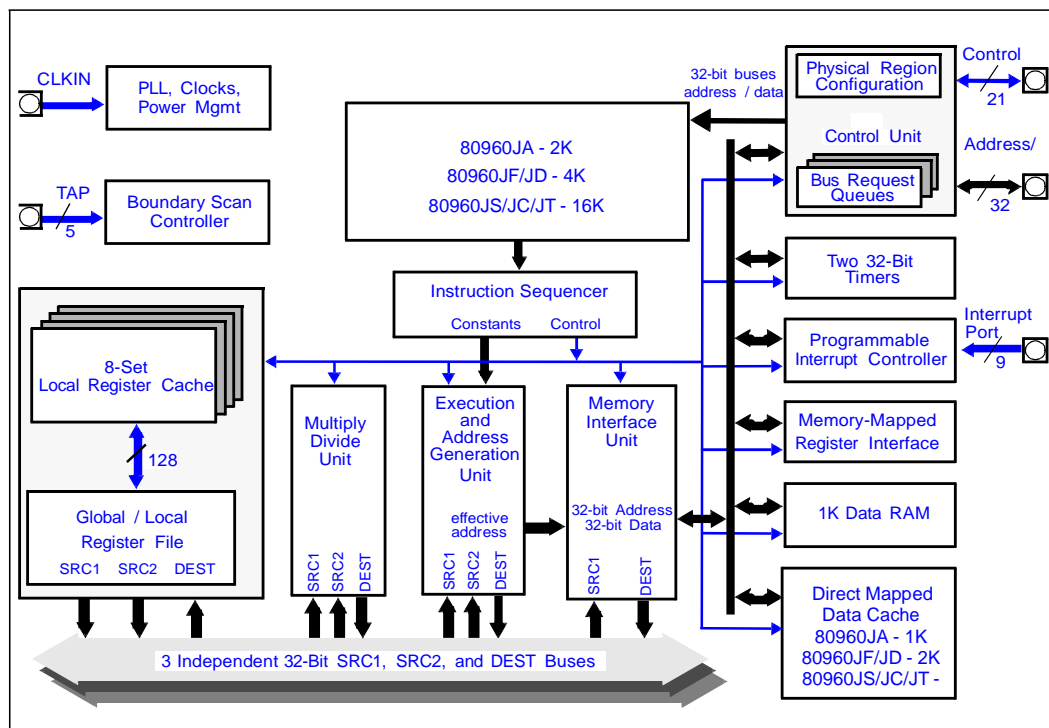 CLKIN
PLL, Clocks,
Power Mgmt
TAP
5
Boundary Scan
Controller
80960JA - 2K
80960JF/JD - 4K
80960JS/JC/JT - 16K
32-bit buses
address / data
Physical Region
Configuration
Control Unit
Bus Request
Queues
Control
21
Address/
32
Instruction Sequencer
Constants
Control
Two 32-Bit
Timers
Programmable
Interrupt Controller
Interrupt
Port
9
8-Set
Local Register Cache
128
Global / Local
Register File
SRC1 SRC2 DEST
Multiply
Divide
Unit
SRC1
SRC2
DEST
Execution
and
Address
Generation
Unit
effective
address
SRC1
SRC2
DEST
Memory
Interface
Unit
32-bit Address
32-bit Data
SRC1
DEST
Memory-Mapped
Register Interface
1K Data RAM
Direct Mapped
Data Cache
80960JA - 1K
80960JF/JD - 2K
80960JS/JC/JT -
3 Independent 32-Bit SRC1, SRC2, and DEST Buses